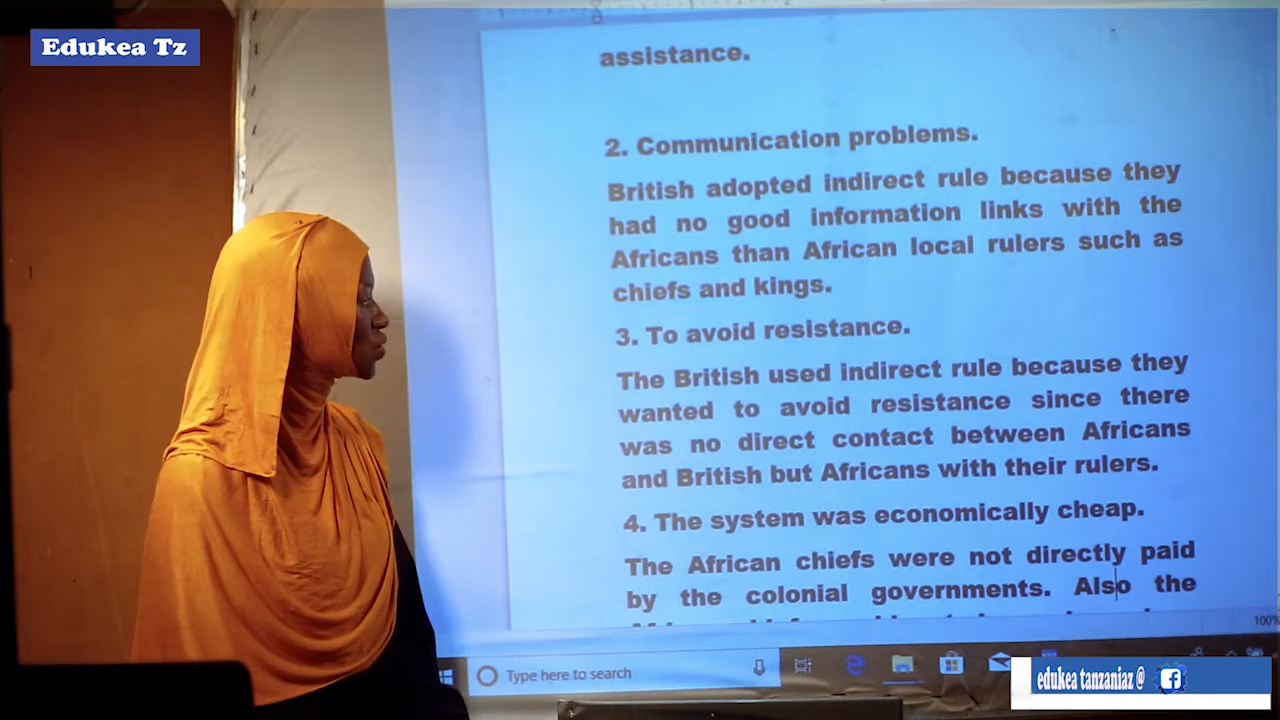 Edukea Tz
assistance.
2. Communication problems.
British adopted indirect rule because they
had no good information links with the
Africans than African local rulers such as
chiefs and kings.
3. To avoid resistance.
The British used indirect rule because they
wanted to avoid resistance since there
was no direct contact between Africans
and British but Africans with their rulers.
4. The system was economically cheap.
The African chiefs were not directly paid
by the colonial governments. Also the
100%
Type here to search
edukea tanzaniaz @